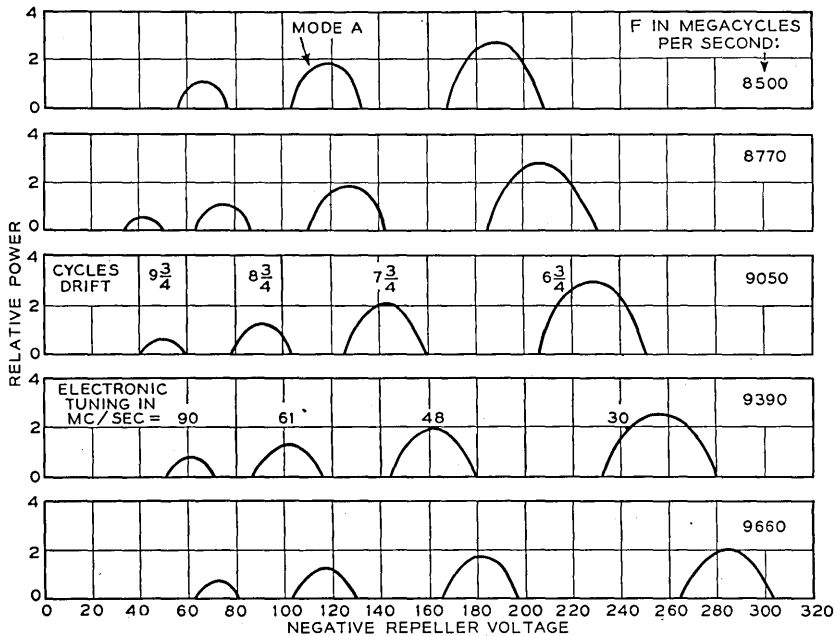 MODE A
F IN MEGACYCLES
PER SECOND:
4
2
0
8500
4
2
0
8770
RELATIVE POWER
4
2
0
CYCLES
DRIFT
9 3/4
8 3/4
7 3/4
6 3/4
9050
4
2
0
ELECTRONIC
TUNING IN
MC/SEC = 90 61 48 30
9390
4
2
0
9660
0 20 40 60 80 100 120 140 160 180 200 220 240 260 280 300 320
NEGATIVE REPELLER VOLTAGE